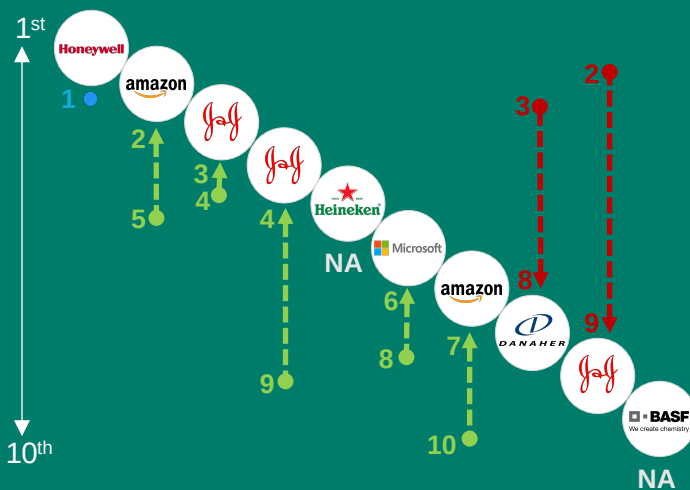 1st
Honeywell
1
amazon
2
5
J&J
3
4
J&J
4
9
Heineken®
NA
Microsoft
6
8
amazon
7
10
3
8
DANAHER
2
9
J&J
BASF
We create chemistry
NA
10th